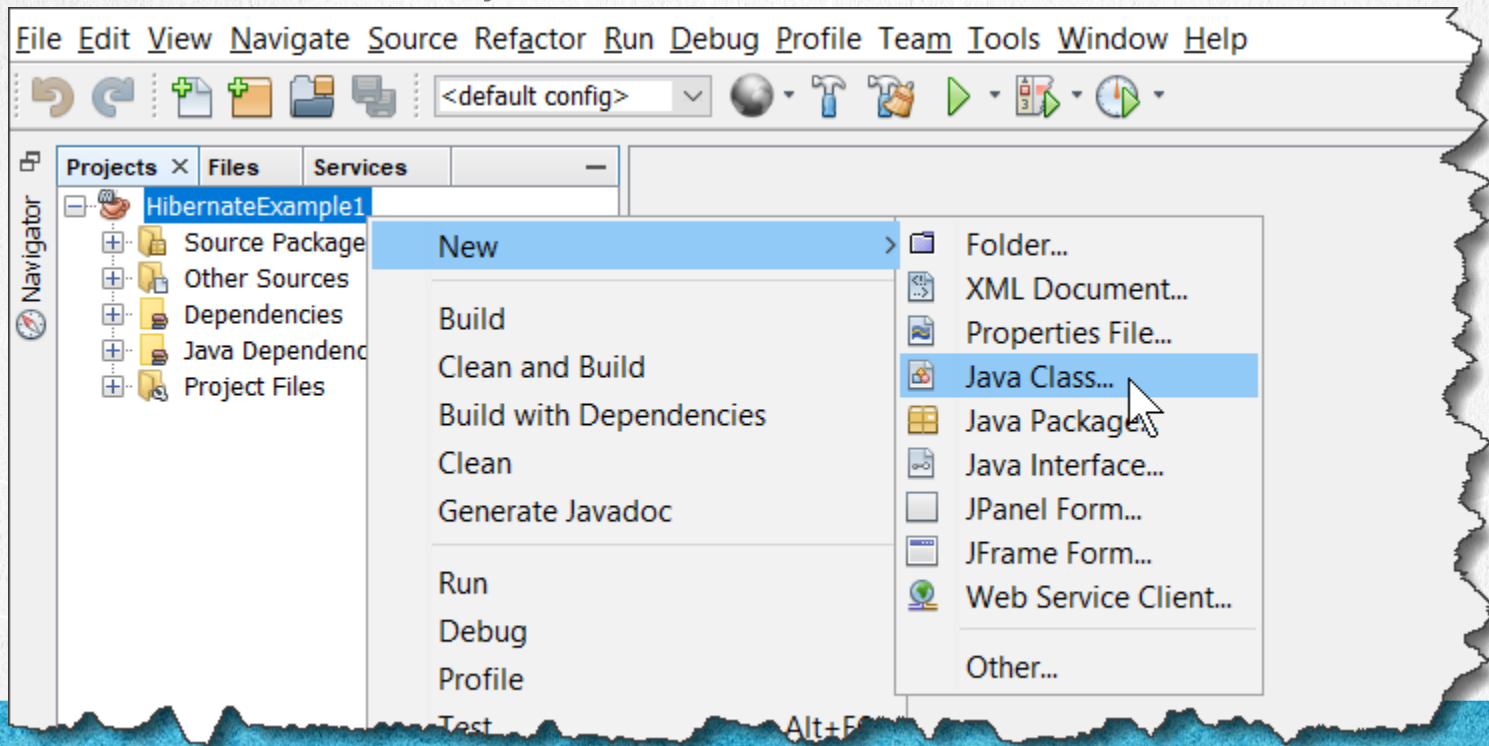 File Edit View Navigate Source Refactor Run Debug Profile Team Tools Window Help
<default config>
Projects Files Services
Navigator
HibernateExample1
Source Package
Other Sources
Dependencies
Java Dependenc
Project Files
New
Build
Clean and Build
Build with Dependencies
Clean
Generate Javadoc
Run
Debug
Profile
Test
Folder...
XML Document...
Properties File...
Java Class...
Java Package
Java Interface...
JPanel Form...
JFrame Form...
Web Service Client...
Other...